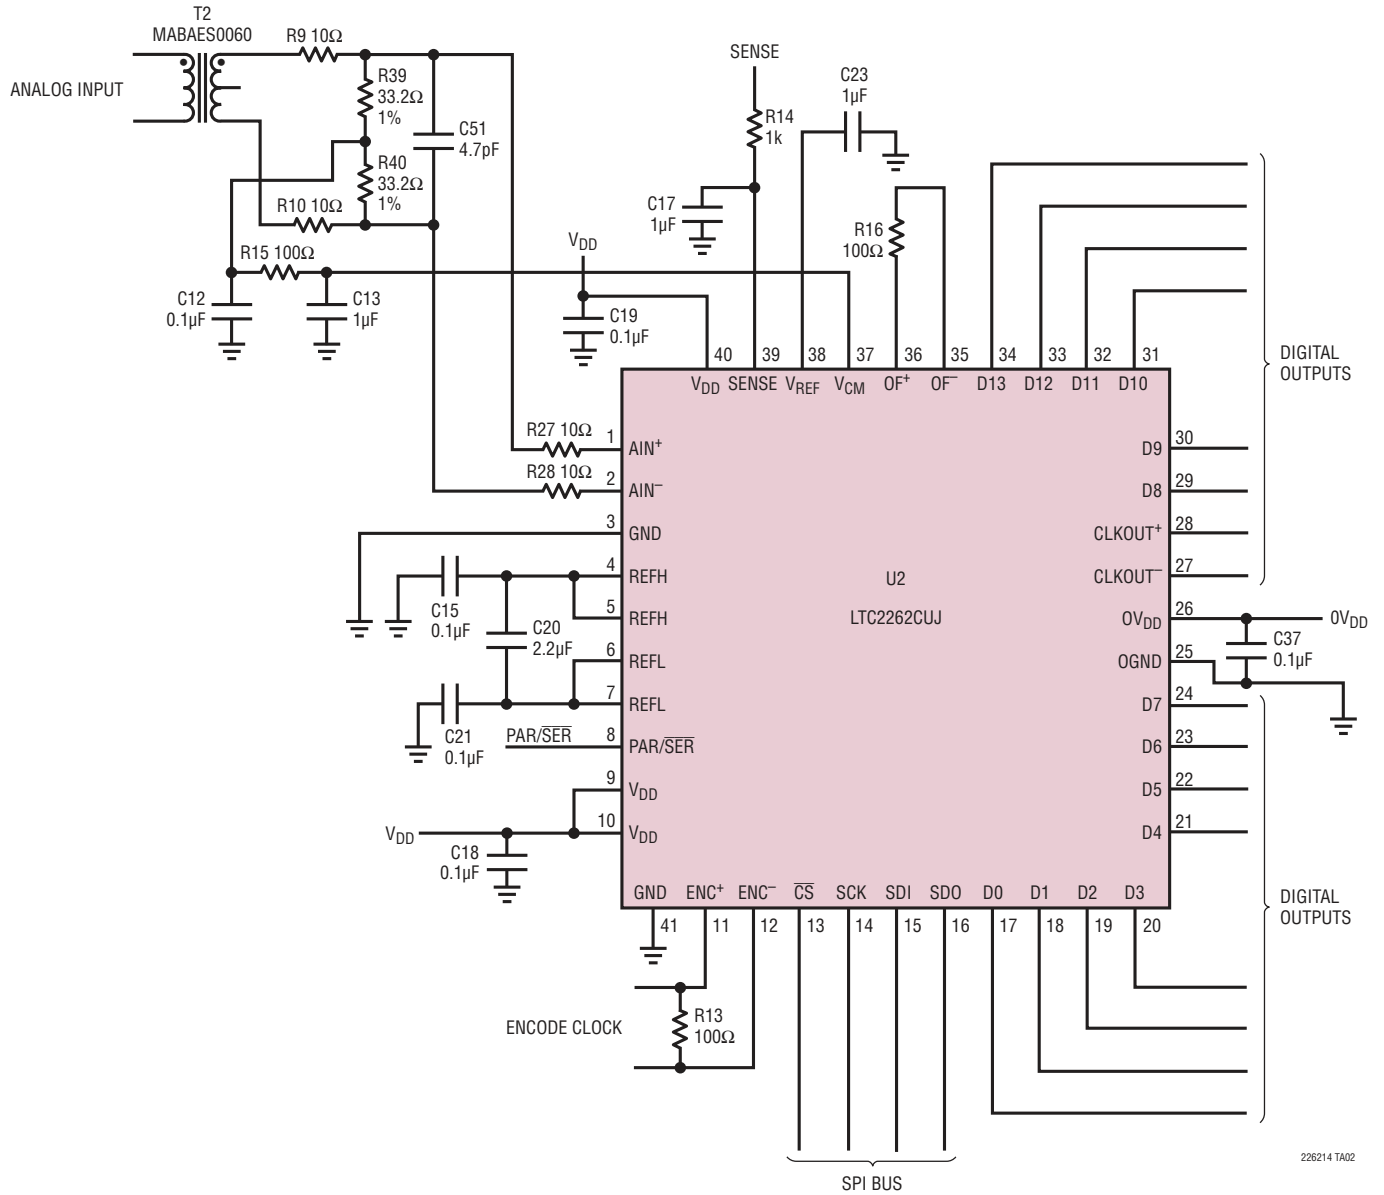 T2
MABAES0060
R9 10Ω
ANALOG INPUT
R39
33.2Ω
1%
C51
4.7pF
R40
33.2Ω
1%
R10 10Ω
R15 100Ω
C12
0.1µF
C13
1µF
SENSE
R14
1k
C23
1µF
C17
1µF
R16
100Ω
VDD
C19
0.1µF
40
39
38
37
36
35
34
33
32
31
VDD
SENSE
VREF
VCM
OF+
OF–
D13
D12
D11
D10
DIGITAL
OUTPUTS
R27 10Ω
1
AIN+
R28 10Ω
2
AIN–
3
GND
4
REFH
5
REFH
6
REFL
7
REFL
C15
0.1µF
C20
2.2µF
C21
0.1µF
PAR/SER
8
PAR/SER
9
VDD
10
VDD
VDD
C18
0.1µF
U2
LTC2262CUJ
D9
30
D8
29
CLKOUT+
28
CLKOUT–
27
OVDD
26
0VDD
OGND
25
C37
0.1µF
D7
24
D6
23
D5
22
D4
21
GND
ENC+
ENC–
CS
SCK
SDI
SDO
D0
D1
D2
D3
41
11
12
13
14
15
16
17
18
19
20
DIGITAL
OUTPUTS
ENCODE CLOCK
R13
100Ω
SPI BUS
226214 TA02